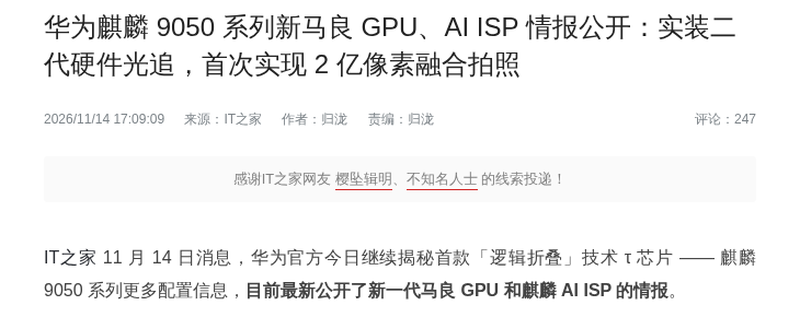 华为麒麟 9050 系列新马良 GPU、AI ISP 情报公开：实装二
代硬件光追，首次实现 2 亿像素融合拍照
2026/11/14 17:09:09 来源：IT之家 作者：归泷 责编：归泷 评论：247
感谢IT之家网友 樱坠辑明、不知名人士 的线索投递！
IT之家 11 月 14 日消息，华为官方今日继续揭秘首款「逻辑折叠」技术 τ 芯片 —— 麒麟
9050 系列更多配置信息，目前最新公开了新一代马良 GPU 和麒麟 AI ISP 的情报。